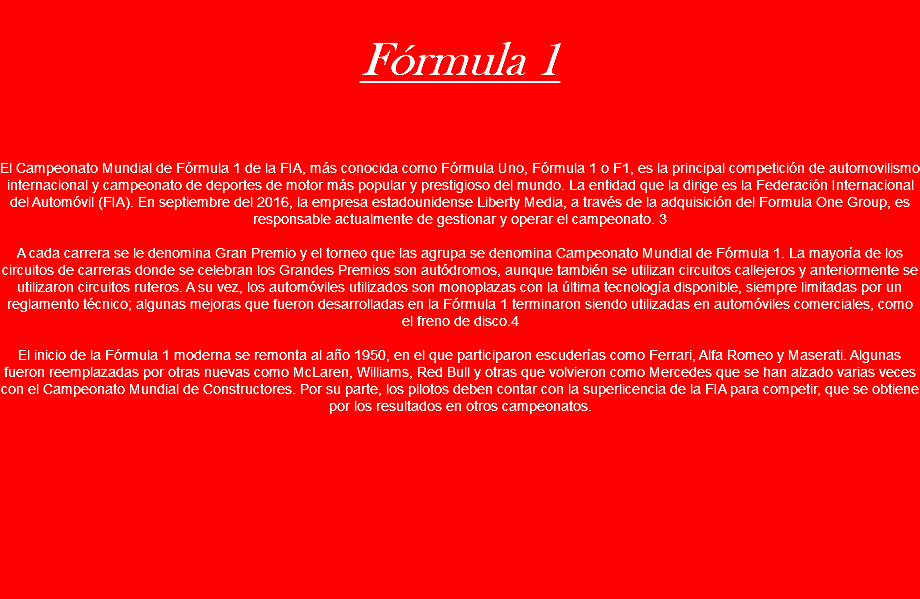 Fórmula 1
El Campeonato Mundial de Fórmula 1 de la FIA, más conocida como Fórmula Uno, Fórmula 1 o F1, es la principal competición de automovilismo
internacional y campeonato de deportes de motor más popular y prestigioso del mundo. La entidad que la dirige es la Federación Internacional
del Automóvil (FIA). En septiembre del 2016, la empresa estadounidense Liberty Media, a través de la adquisición del Formula One Group, es
responsable actualmente de gestionar y operar el campeonato. 3
A cada carrera se le denomina Gran Premio y el torneo que las agrupa se denomina Campeonato Mundial de Fórmula 1. La mayoría de los
circuitos de carreras donde se celebran los Grandes Premios son autódromos, aunque también se utilizan circuitos callejeros y anteriormente se
utilizaron circuitos ruteros. A su vez, los automóviles utilizados son monoplazas con la última tecnología disponible, siempre limitadas por un
reglamento técnico; algunas mejoras que fueron desarrolladas en la Fórmula 1 terminaron siendo utilizadas en automóviles comerciales, como
el freno de disco.4
El inicio de la Fórmula 1 moderna se remonta al año 1950, en el que participaron escuderías como Ferrari, Alfa Romeo y Maserati. Algunas
fueron reemplazadas por otras nuevas como McLaren, Williams, Red Bull y otras que volvieron como Mercedes que se han alzado varias veces
con el Campeonato Mundial de Constructores. Por su parte, los pilotos deben contar con la superlicencia de la FIA para competir, que se obtiene
por los resultados en otros campeonatos.